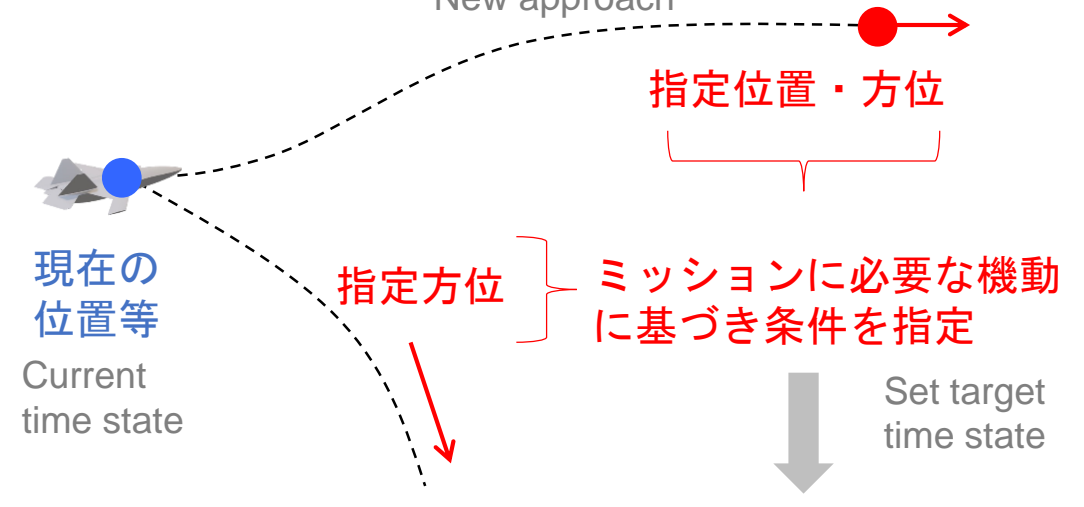 New approach
指定位置・方位
現在の
位置等
Current
time state
指定方位
ミッションに必要な機動
に基づき条件を指定
Set target
time state